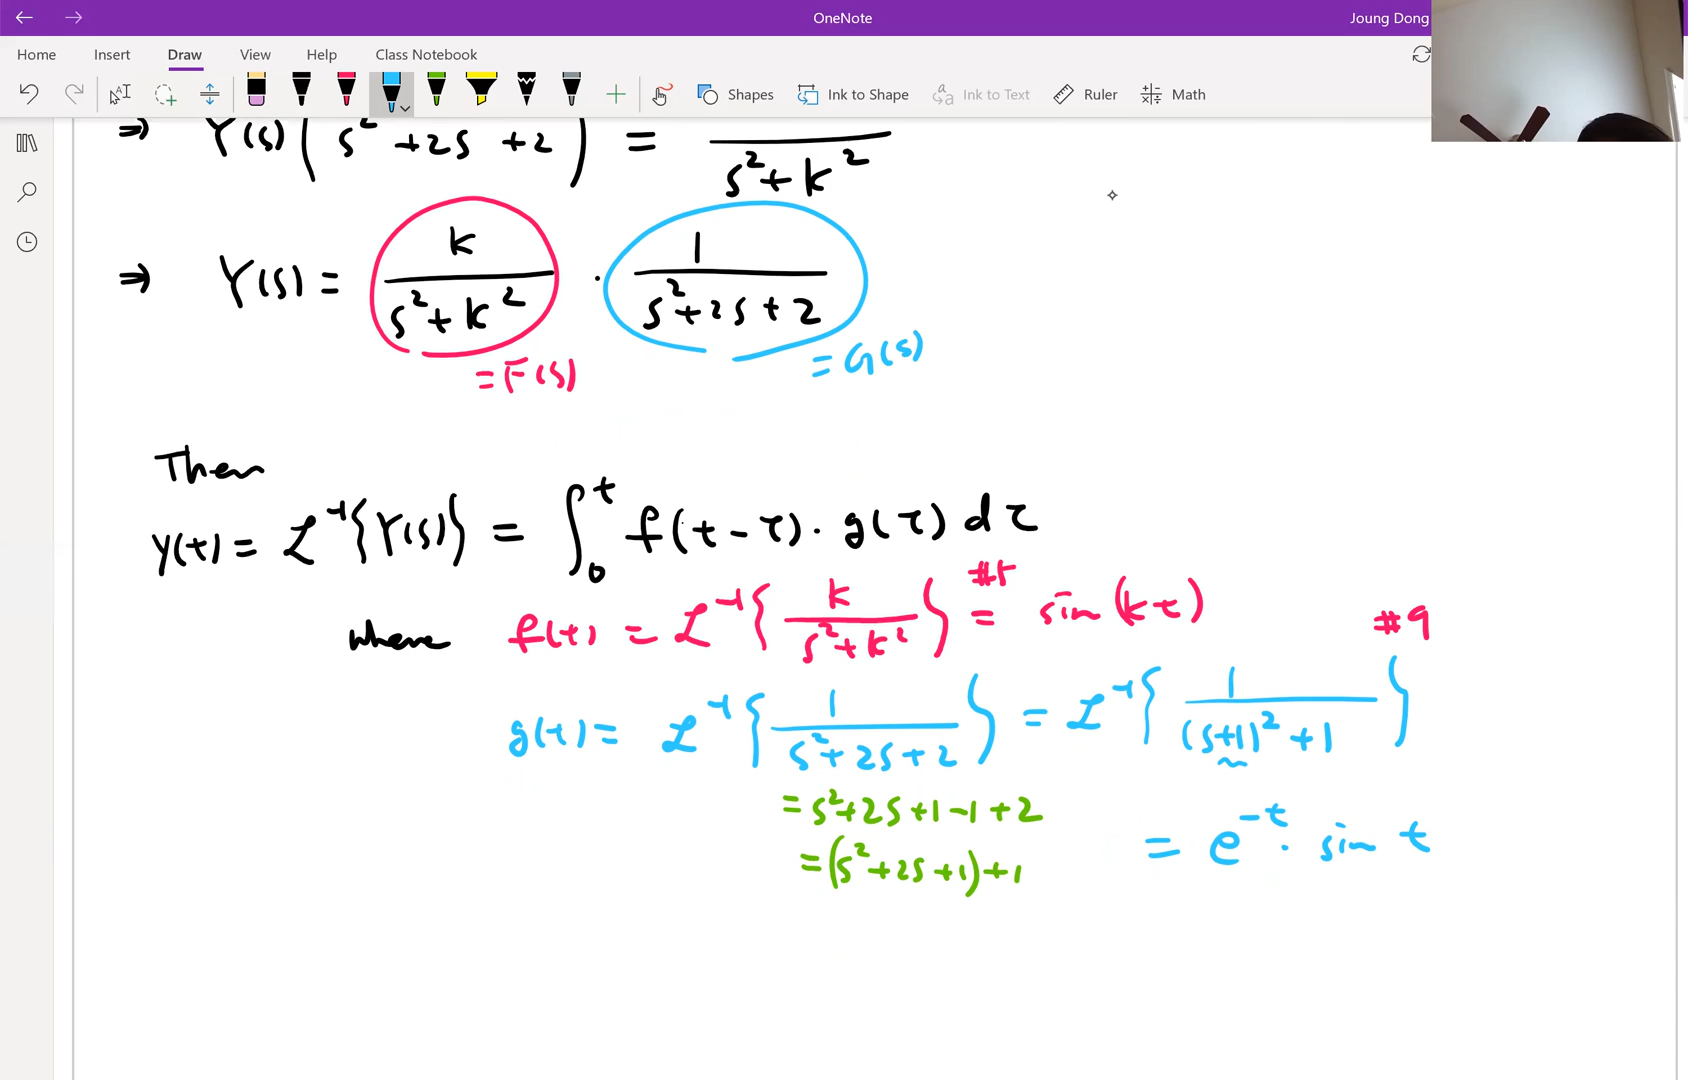 OneNote
Joung Dong
Home Insert Draw View Help Class Notebook
Shapes Ink to Shape Ink to Text Ruler Math
⇒ Y(s)(s²+2s+2) = ―/(s²+k²)
⇒ Y(s) = k/(s²+k²) · 1/(s²+2s+2)
=F(s) =G(s)
Then
y(t) = ℒ⁻¹{Y(s)} = ∫₀ᵗ f(t-τ)·g(τ) dτ
where f(t) = ℒ⁻¹{k/(s²+k²)} =(#5) sin(kt)
#9
g(t) = ℒ⁻¹{1/(s²+2s+2)} = ℒ⁻¹{1/((s+1)²+1)}
=s²+2s+1-1+2
= e⁻ᵗ· sin t
=(s²+2s+1)+1